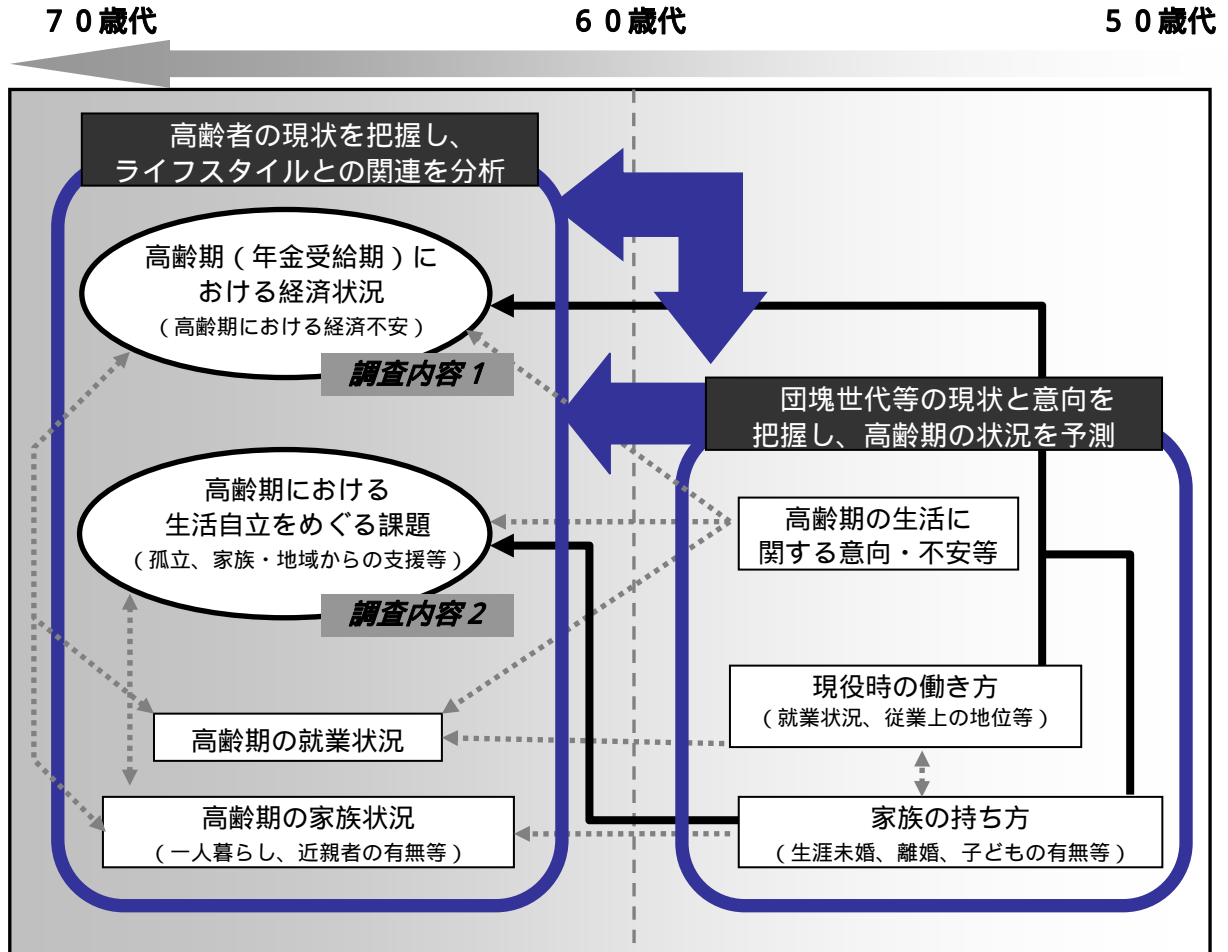 ７０歳代
６０歳代
５０歳代
高齢者の現状を把握し、
ライフスタイルとの関連を分析
高齢期（年金受給期）に
おける経済状況
（高齢期における経済不安）
調査内容１
高齢期における
生活自立をめぐる課題
（孤立、家族・地域からの支援等）
調査内容２
高齢期の就業状況
高齢期の家族状況
（一人暮らし、近親者の有無等）
団塊世代等の現状と意向を
把握し、高齢期の状況を予測
高齢期の生活に
関する意向・不安等
現役時の働き方
（就業状況、従業上の地位等）
家族の持ち方
（生涯未婚、離婚、子どもの有無等）